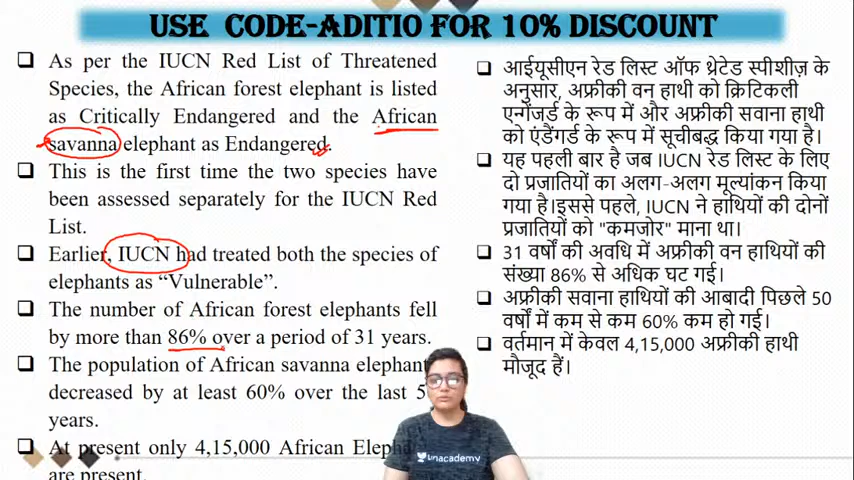 USE CODE-ADITIO FOR 10% DISCOUNT
As per the IUCN Red List of Threatened
Species, the African forest elephant is listed
as Critically Endangered and the African
savanna elephant as Endangered.
This is the first time the two species have
been assessed separately for the IUCN Red
List.
Earlier, IUCN had treated both the species of
elephants as “Vulnerable”.
The number of African forest elephants fell
by more than 86% over a period of 31 years.
The population of African savanna elephant
decreased by at least 60% over the last 5
years.
At present only 4,15,000 African Eleph
are present.
आईयूसीएन रेड लिस्ट ऑफ थ्रेटेड स्पीशीज़ के
अनुसार, अफ्रीकी वन हाथी को क्रिटिकली
एन्गेंजर्ड के रूप में और अफ्रीकी सवाना हाथी
को एंडैंगर्ड के रूप में सूचीबद्ध किया गया है।
यह पहली बार है जब IUCN रेड लिस्ट के लिए
दो प्रजातियों का अलग-अलग मूल्यांकन किया
गया है।इससे पहले, IUCN ने हाथियों की दोनों
प्रजातियों को "कमजोर" माना था।
31 वर्षों की अवधि में अफ्रीकी वन हाथियों की
संख्या 86% से अधिक घट गई।
अफ्रीकी सवाना हाथियों की आबादी पिछले 50
वर्षों में कम से कम 60% कम हो गई।
वर्तमान में केवल 4,15,000 अफ्रीकी हाथी
मौजूद हैं।
unacademy